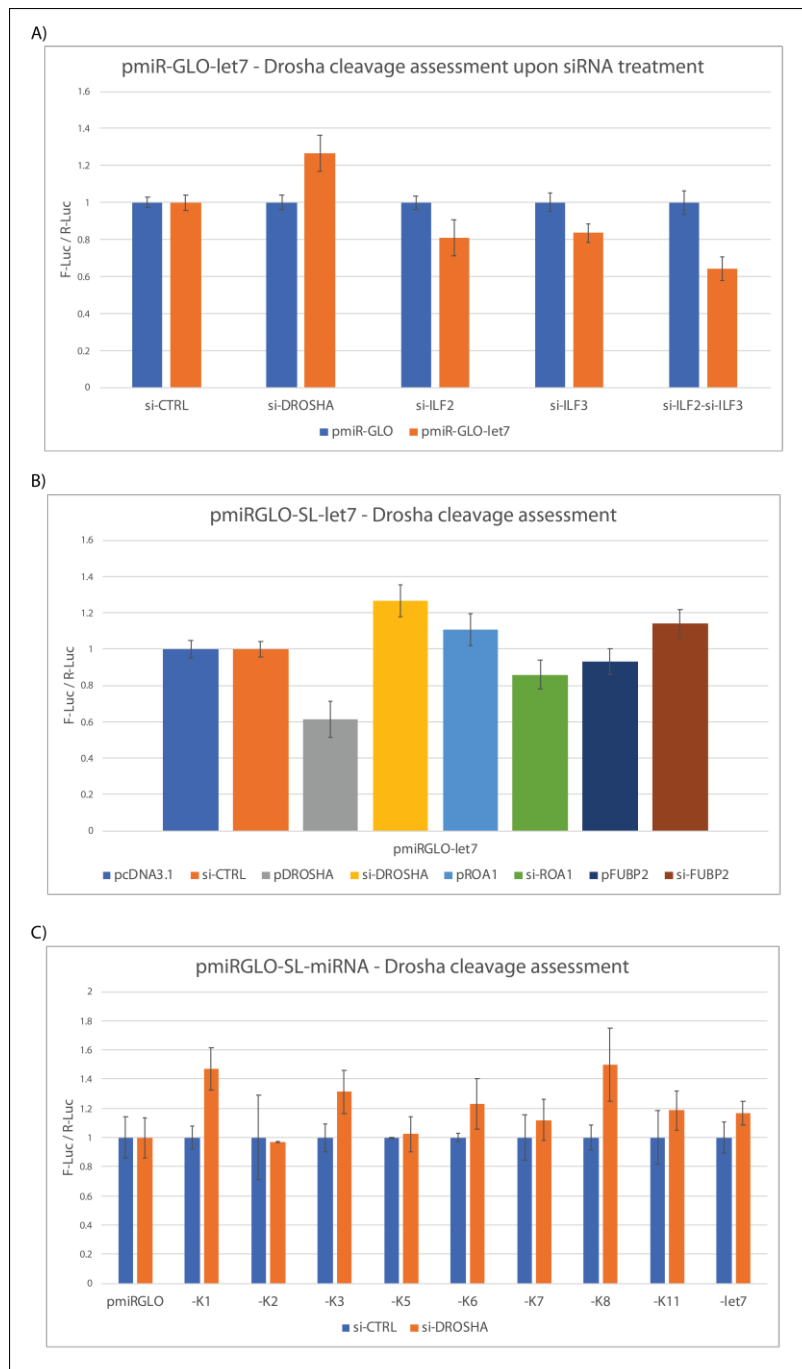 A)
pmiR-GLO-let7 - Drosha cleavage assessment upon siRNA treatment
1.6
1.4
1.2
1
0.8
0.6
0.4
0.2
0
F-Luc / R-Luc
si-CTRL si-DROSHA si-ILF2 si-ILF3 si-ILF2-si-ILF3
pmiR-GLO pmiR-GLO-let7
B)
pmiRGLO-SL-let7 - Drosha cleavage assessment
1.6
1.4
1.2
1
0.8
0.6
0.4
0.2
0
F-Luc / R-Luc
pmiRGLO-let7
pcDNA3.1 si-CTRL pDROSHA si-DROSHA pROA1 si-ROA1 pFUBP2 si-FUBP2
C)
pmiRGLO-SL-miRNA - Drosha cleavage assessment
2
1.8
1.6
1.4
1.2
1
0.8
0.6
0.4
0.2
0
F-Luc / R-Luc
pmiRGLO -K1 -K2 -K3 -K5 -K6 -K7 -K8 -K11 -let7
si-CTRL si-DROSHA